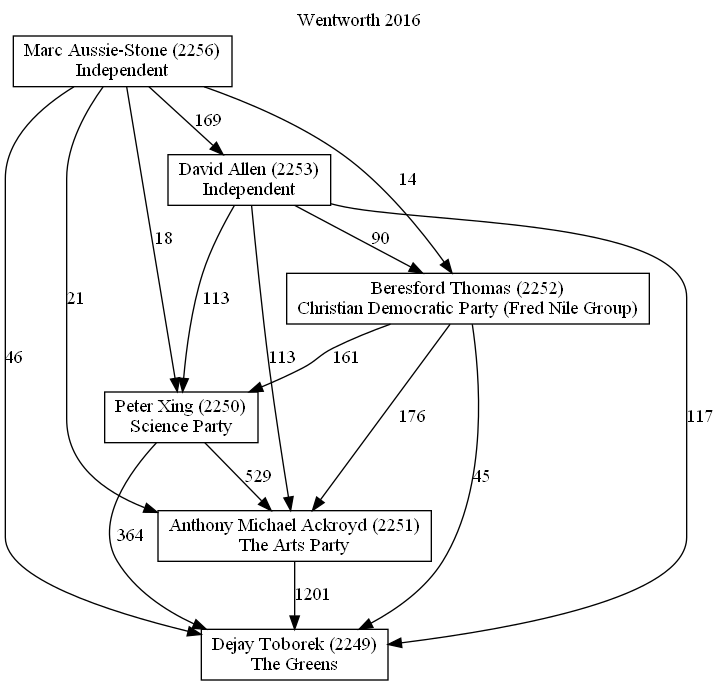 Wentworth 2016
Marc Aussie-Stone (2256)
Independent
169
David Allen (2253)
Independent
14
18
90
Beresford Thomas (2252)
Christian Democratic Party (Fred Nile Group)
21
113
46
113
161
Peter Xing (2250)
Science Party
176
117
529
45
Anthony Michael Ackroyd (2251)
The Arts Party
364
1201
Dejay Toborek (2249)
The Greens